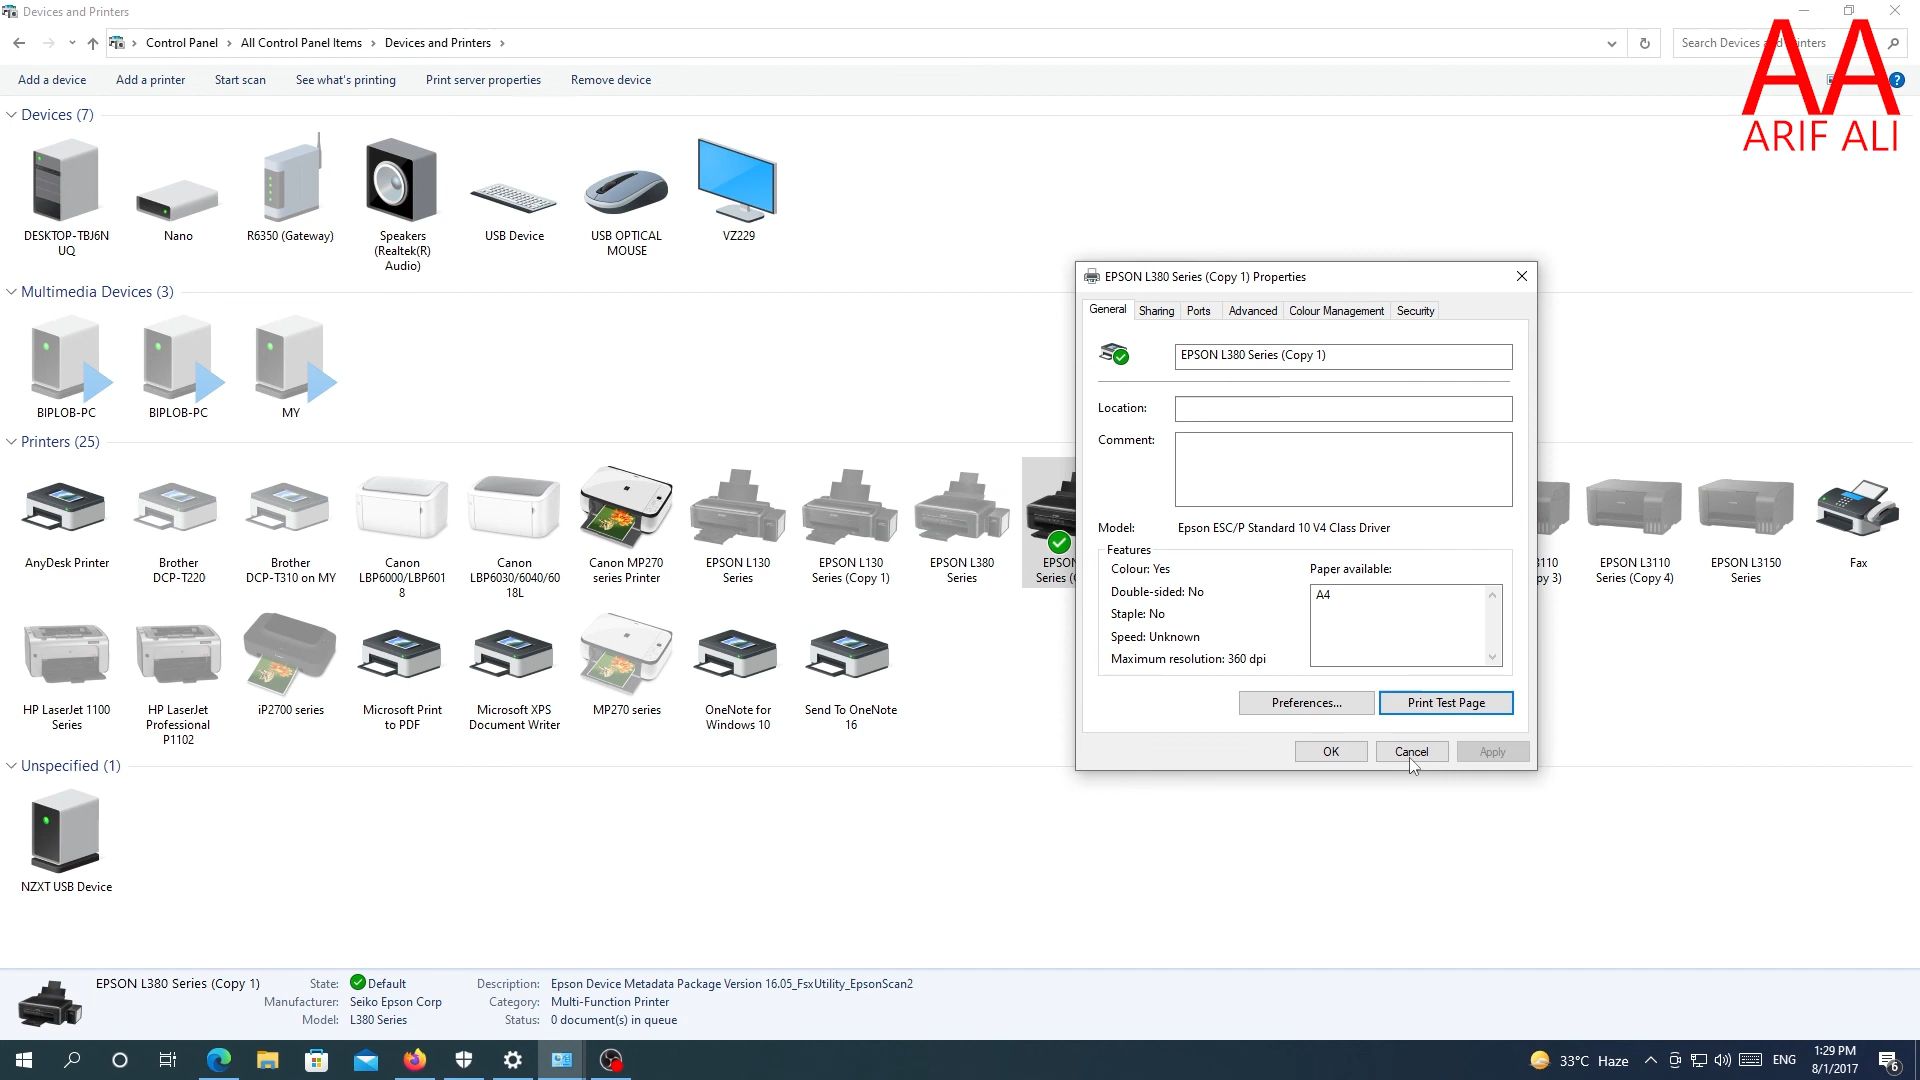 Devices and Printers
Control Panel > All Control Panel Items > Devices and Printers >
Search Devices and Printers
AA
ARIF ALI
Add a device Add a printer Start scan See what's printing Print server properties Remove device
Devices (7)
DESKTOP-TBJ6N
UQ
Nano
R6350 (Gateway)
Speakers
(Realtek(R)
Audio)
USB Device
USB OPTICAL
MOUSE
VZ229
Multimedia Devices (3)
BIPLOB-PC
BIPLOB-PC
MY
Printers (25)
AnyDesk Printer
Brother
DCP-T220
Brother
DCP-T310 on MY
Canon
LBP6000/LBP601
8
Canon
LBP6030/6040/60
18L
Canon MP270
series Printer
EPSON L130
Series
EPSON L130
Series (Copy 1)
EPSON L380
Series
EPSON
Series (
3110
py 3)
EPSON L3110
Series (Copy 4)
EPSON L3150
Series
Fax
HP LaserJet 1100
Series
HP LaserJet
Professional
P1102
iP2700 series
Microsoft Print
to PDF
Microsoft XPS
Document Writer
MP270 series
OneNote for
Windows 10
Send To OneNote
16
Unspecified (1)
NZXT USB Device
EPSON L380 Series (Copy 1) Properties
General Sharing Ports Advanced Colour Management Security
EPSON L380 Series (Copy 1)
Location:
Comment:
Model: Epson ESC/P Standard 10 V4 Class Driver
Features
Colour: Yes
Double-sided: No
Staple: No
Speed: Unknown
Maximum resolution: 360 dpi
Paper available:
A4
Preferences... Print Test Page
OK Cancel Apply
EPSON L380 Series (Copy 1)
State: Default
Manufacturer: Seiko Epson Corp
Model: L380 Series
Description: Epson Device Metadata Package Version 16.05_FsxUtility_EpsonScan2
Category: Multi-Function Printer
Status: 0 document(s) in queue
33°C Haze
ENG
1:29 PM
8/1/2017
6